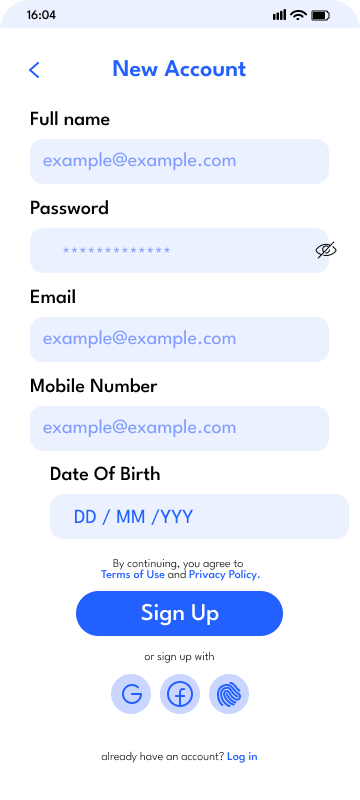 16:04
New Account
Full name
example@example.com
Password
*************
Email
example@example.com
Mobile Number
example@example.com
Date Of Birth
DD / MM /YYY
By continuing, you agree to
Terms of Use and Privacy Policy.
Sign Up
or sign up with
already have an account? Log in